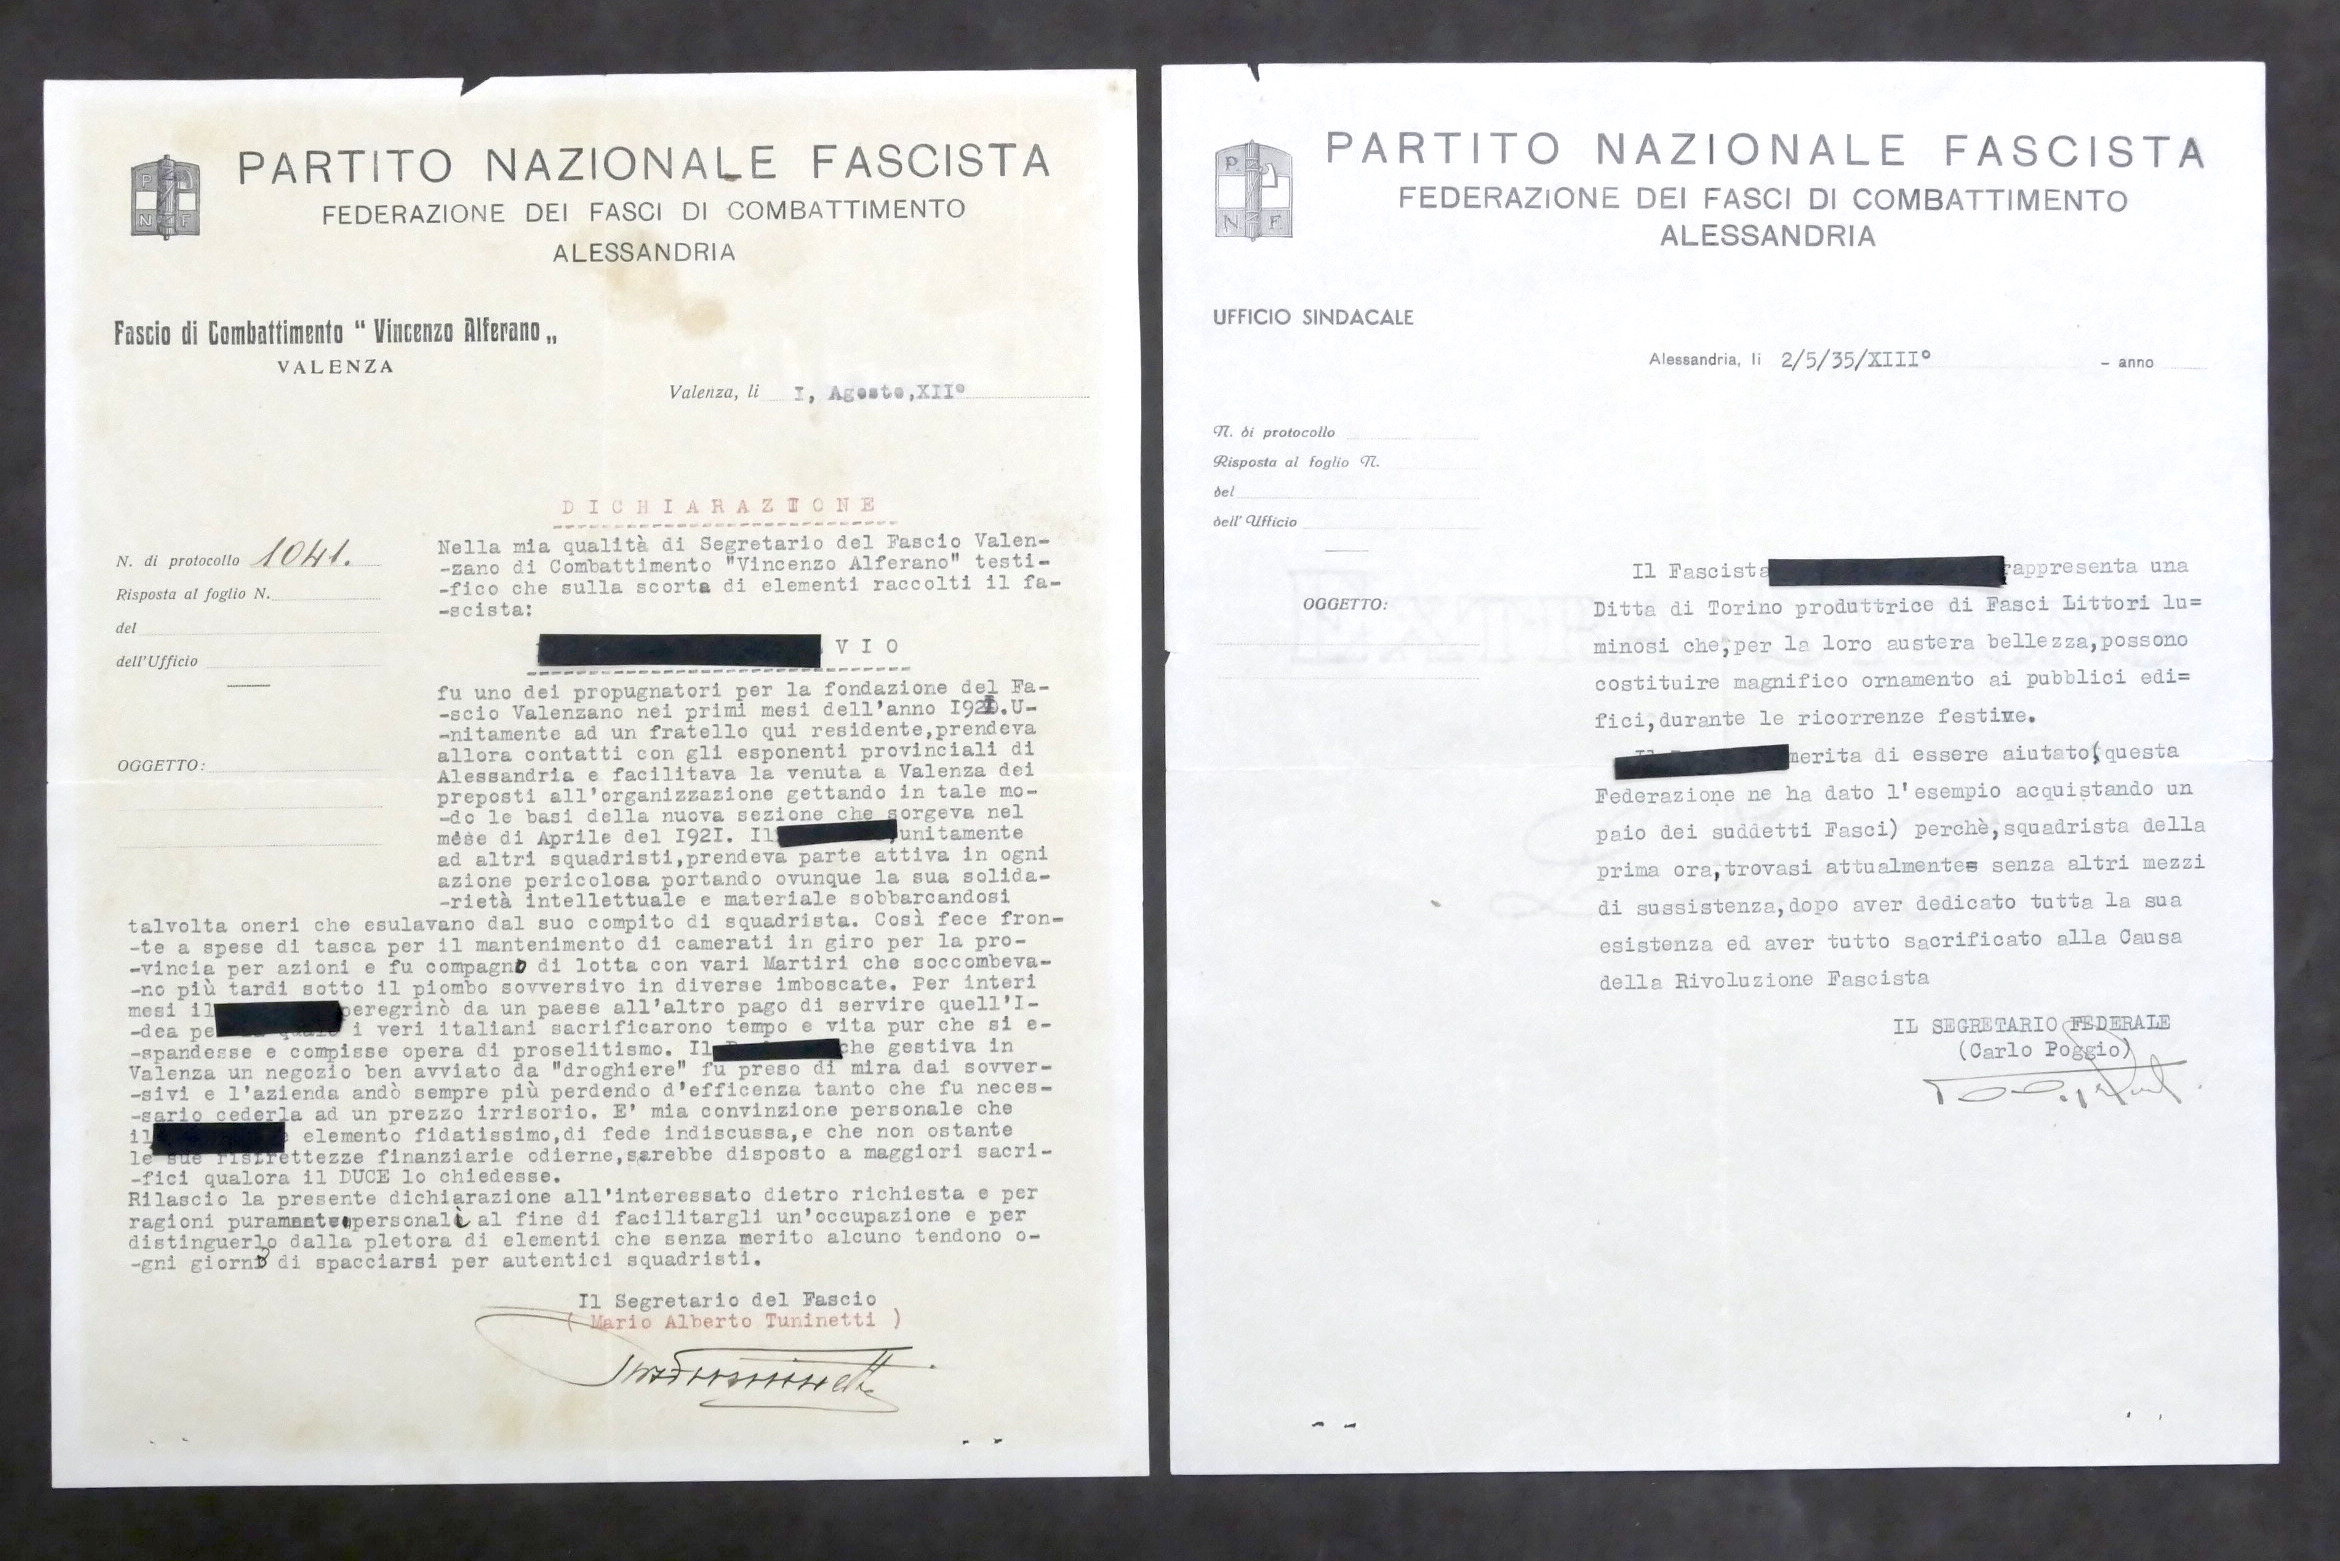 PARTITO NAZIONALE FASCISTA
FEDERAZIONE DEI FASCI DI COMBATTIMENTO
ALESSANDRIA
P N F
Fascio di Combattimento “ Vincenzo Alferano „
VALENZA
Valenza, li I, Agosto,XII°
DICHIARAZIONE
N. di protocollo 1041.
Risposta al foglio N.
del
dell'Ufficio
OGGETTO:
Nella mia qualità di Segretario del Fascio Valen-
-zano di Combattimento "Vincenzo Alferano" testi-
-fico che sulla scorta di elementi raccolti il fa-
-scista:
VIO
fu uno dei propugnatori per la fondazione del Fa-
-scio Valenzano nei primi mesi dell'anno I92I.U-
-nitamente ad un fratello qui residente,prendeva
allora contatti con gli esponenti provinciali di
Alessandria e facilitava la venuta a Valenza dei
preposti all'organizzazione gettando in tale mo-
-do le basi della nuova sezione che sorgeva nel
mese di Aprile del I92I. Il unitamente
ad altri squadristi,prendeva parte attiva in ogni
azione pericolosa portando ovunque la sua solida-
-rietà intellettuale e materiale sobbarcandosi
talvolta oneri che esulavano dal suo compito di squadrista. Così fece fron-
-te a spese di tasca per il mantenimento di camerati in giro per la pro-
-vincia per azioni e fu compagno di lotta con vari Martiri che soccombeva-
-no più tardi sotto il piombo sovversivo in diverse imboscate. Per interi
mesi il peregrinò da un paese all'altro pago di servire quell'I-
-dea pe quale i veri italiani sacrificarono tempo e vita pur che si e-
-spandesse e compisse opera di proselitismo. Il che gestiva in
Valenza un negozio ben avviato da "droghiere" fu preso di mira dai sovver-
-sivi e l'azienda andò sempre più perdendo d'efficenza tanto che fu neces-
-sario cederla ad un prezzo irrisorio. E' mia convinzione personale che
il elemento fidatissimo,di fede indiscussa,e che non ostante
le sue ristrettezze finanziarie odierne,sarebbe disposto a maggiori sacri-
-fici qualora il DUCE lo chiedesse.
Rilascio la presente dichiarazione all'interessato dietro richiesta e per
ragioni puramente personali al fine di facilitargli un'occupazione e per
distinguerlo dalla pletora di elementi che senza merito alcuno tendono o-
-gni giorno di spacciarsi per autentici squadristi.
Il Segretario del Fascio
( Mario Alberto Tuninetti )
PARTITO NAZIONALE FASCISTA
FEDERAZIONE DEI FASCI DI COMBATTIMENTO
ALESSANDRIA
P. N F.
UFFICIO SINDACALE
Alessandria, li 2/5/35/XIII° - anno
N. di protocollo
Risposta al foglio N.
del
dell'Ufficio
OGGETTO:
Il Fascista rappresenta una
Ditta di Torino produttrice di Fasci Littori lu=
minosi che,per la loro austera bellezza,possono
costituire magnifico ornamento ai pubblici edi=
fici,durante le ricorrenze festive.
Il merita di essere aiutato(questa
Federazione ne ha dato l'esempio acquistando un
paio dei suddetti Fasci) perchè,squadrista della
prima ora,trovasi attualmente senza altri mezzi
di sussistenza,dopo aver dedicato tutta la sua
esistenza ed aver tutto sacrificato alla Causa
della Rivoluzione Fascista
IL SEGRETARIO FEDERALE
(Carlo Poggio)